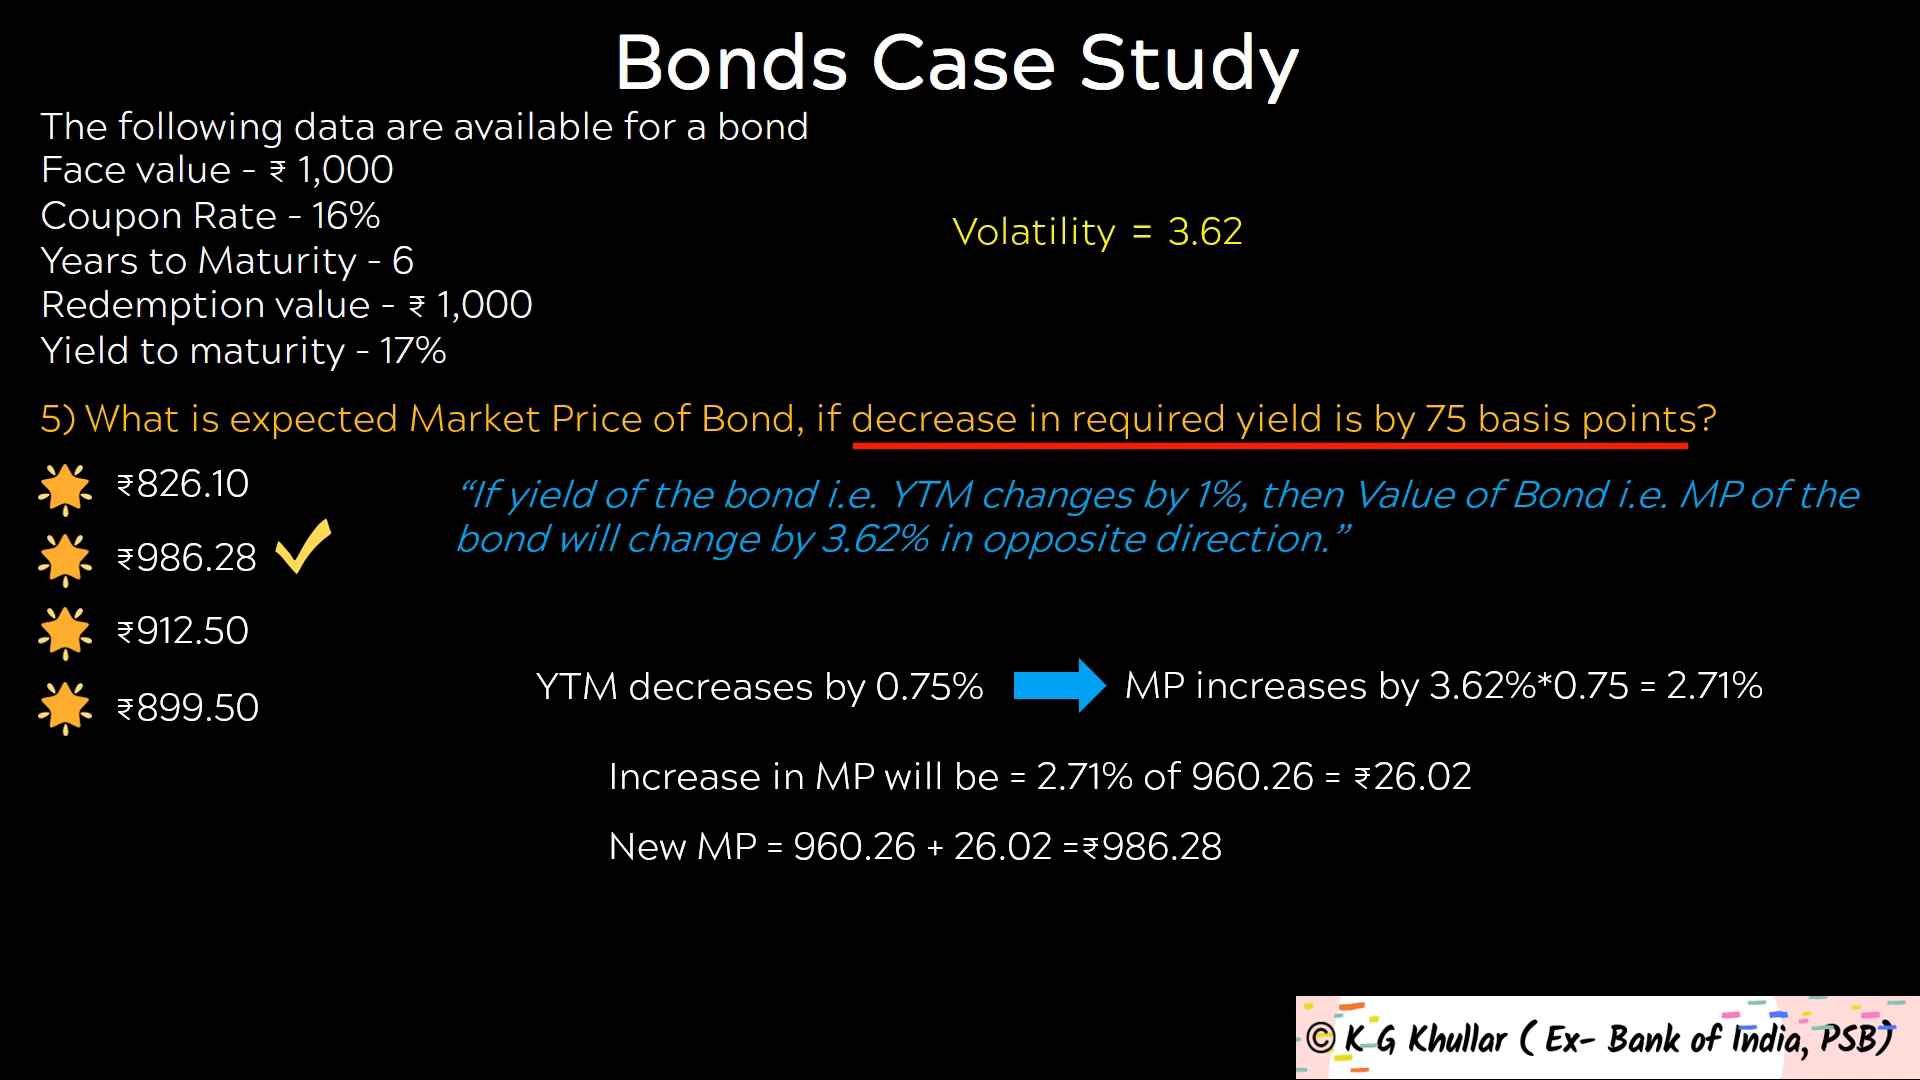 Bonds Case Study
The following data are available for a bond
Face value - ₹ 1,000
Coupon Rate - 16%
Years to Maturity - 6
Redemption value - ₹ 1,000
Yield to maturity - 17%
Volatility = 3.62
5) What is expected Market Price of Bond, if decrease in required yield is by 75 basis points?
₹826.10
₹986.28
₹912.50
₹899.50
“If yield of the bond i.e. YTM changes by 1%, then Value of Bond i.e. MP of the
bond will change by 3.62% in opposite direction.”
YTM decreases by 0.75% MP increases by 3.62%*0.75 = 2.71%
Increase in MP will be = 2.71% of 960.26 = ₹26.02
New MP = 960.26 + 26.02 =₹986.28
© K G Khullar ( Ex- Bank of India, PSB)